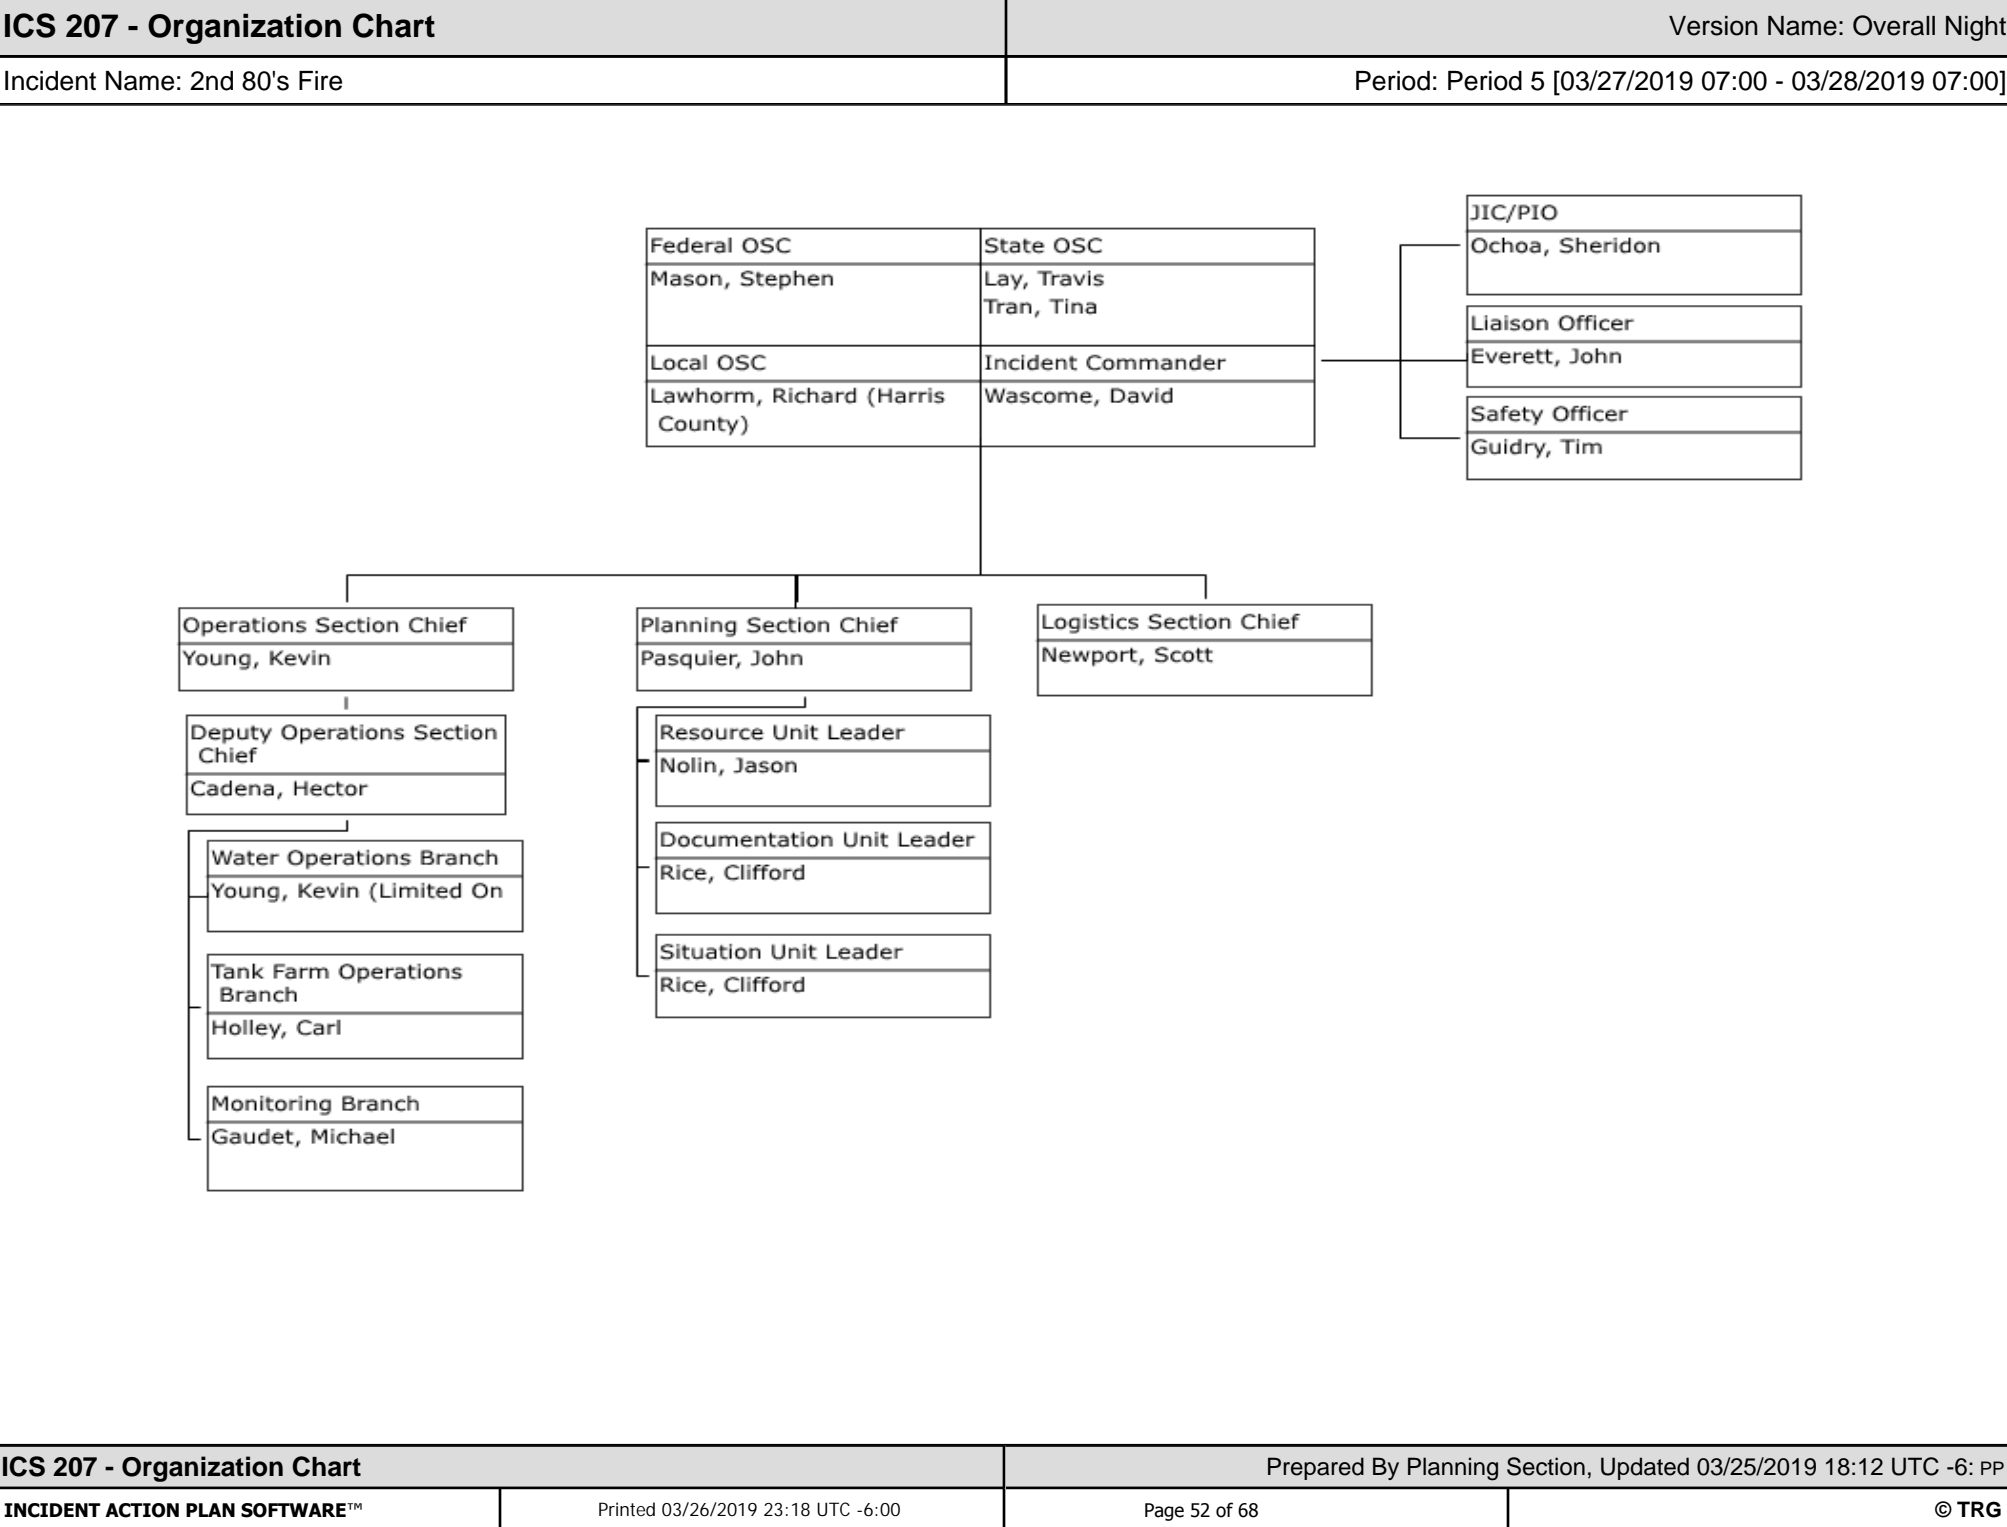 ICS 207 - Organization Chart
Version Name: Overall Night
Incident Name: 2nd 80's Fire
Period: Period 5 [03/27/2019 07:00 - 03/28/2019 07:00]
Federal OSC
Mason, Stephen
State OSC
Lay, Travis
Tran, Tina
Local OSC
Lawhorm, Richard (Harris
County)
Incident Commander
Wascome, David
JIC/PIO
Ochoa, Sheridon
Liaison Officer
Everett, John
Safety Officer
Guidry, Tim
Operations Section Chief
Young, Kevin
Deputy Operations Section
Chief
Cadena, Hector
Water Operations Branch
Young, Kevin (Limited On
Tank Farm Operations
Branch
Holley, Carl
Monitoring Branch
Gaudet, Michael
Planning Section Chief
Pasquier, John
Resource Unit Leader
Nolin, Jason
Documentation Unit Leader
Rice, Clifford
Situation Unit Leader
Rice, Clifford
Logistics Section Chief
Newport, Scott
ICS 207 - Organization Chart
Prepared By Planning Section, Updated 03/25/2019 18:12 UTC -6: PP
INCIDENT ACTION PLAN SOFTWARE™
Printed 03/26/2019 23:18 UTC -6:00
Page 52 of 68
© TRG